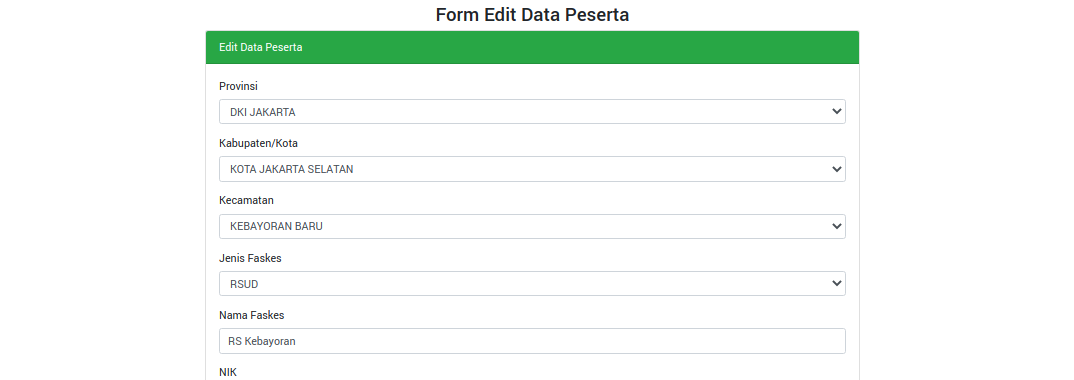 Form Edit Data Peserta
Edit Data Peserta
Provinsi
DKI JAKARTA
Kabupaten/Kota
KOTA JAKARTA SELATAN
Kecamatan
KEBAYORAN BARU
Jenis Faskes
RSUD
Nama Faskes
RS Kebayoran
NIK